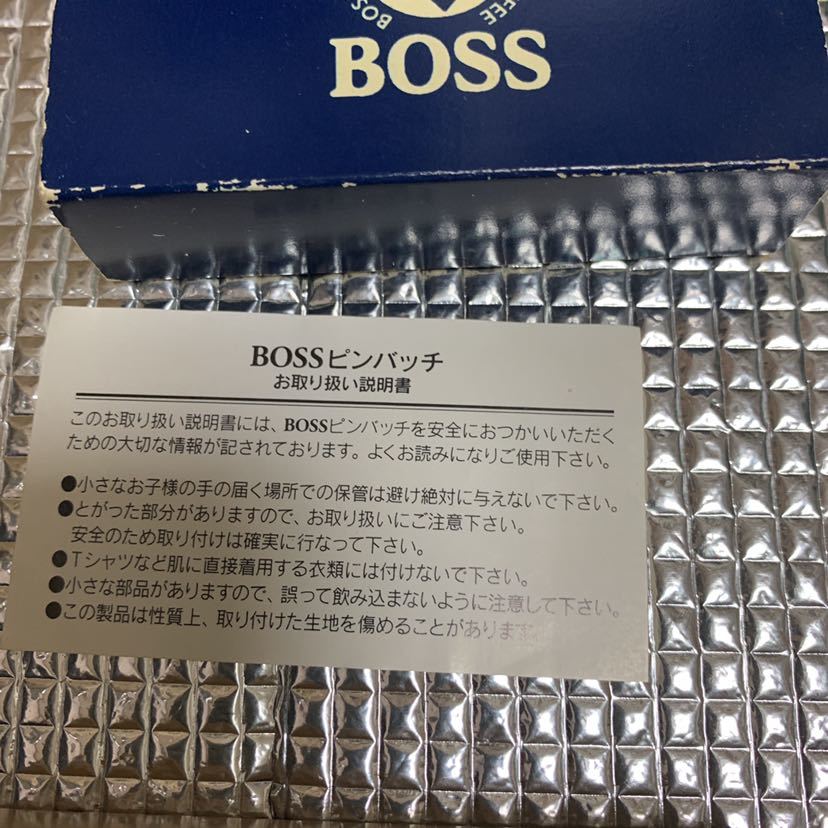 BOS FFEE
BOSS
BOSSピンバッチ
お取り扱い説明書
このお取り扱い説明書には、BOSSピンバッチを安全におつかいいただく
ための大切な情報が記されております。よくお読みになりご使用下さい。
●小さなお子様の手の届く場所での保管は避け絶対に与えないで下さい。
●とがった部分がありますので、お取り扱いにご注意下さい。
安全のため取り付けは確実に行なって下さい。
●Tシャツなど肌に直接着用する衣類には付けないで下さい。
●小さな部品がありますので、誤って飲み込まないように注意して下さい。
●この製品は性質上、取り付けた生地を傷めることがあります